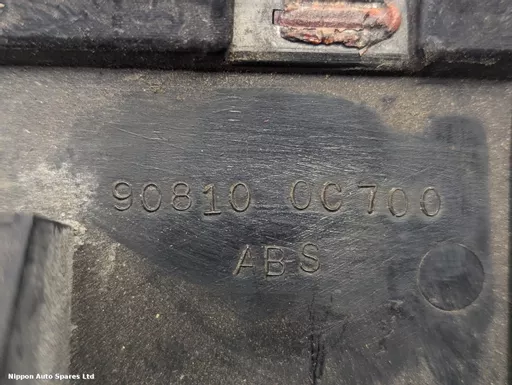 90810 0C700
ABS
Nippon Auto Spares Ltd